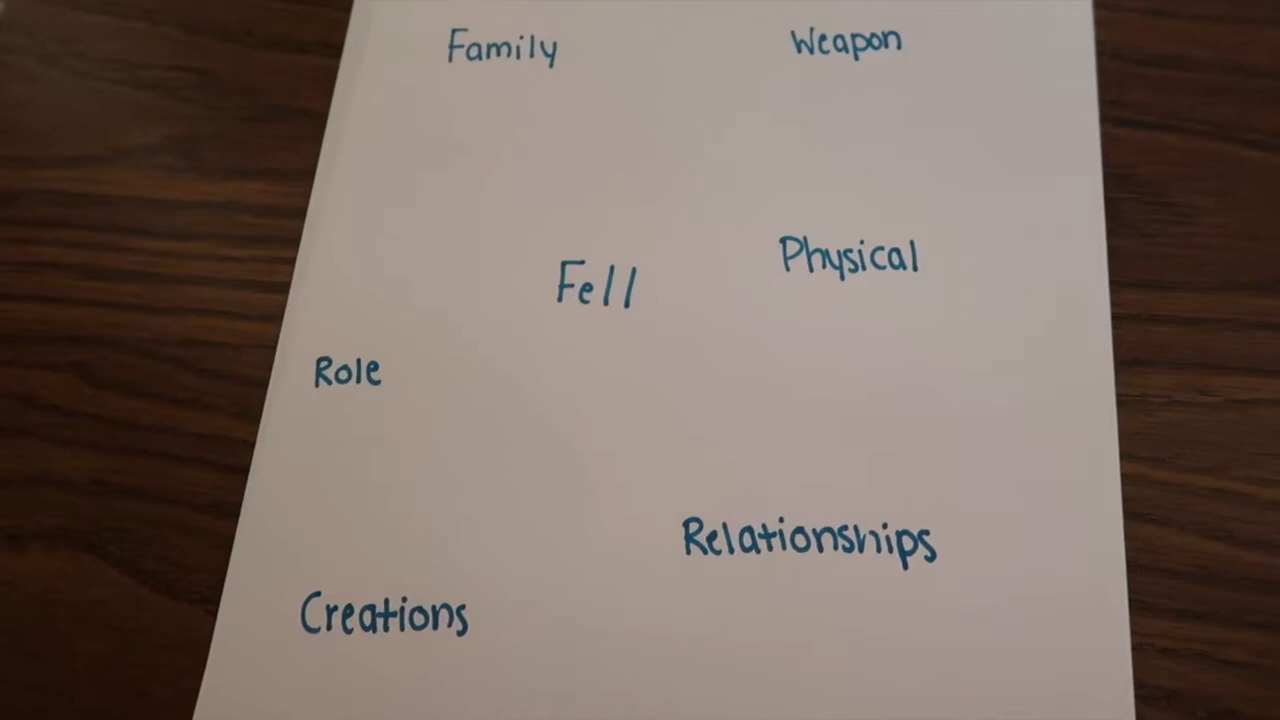 Family
Weapon
Fell
Physical
Role
Relationships
Creations